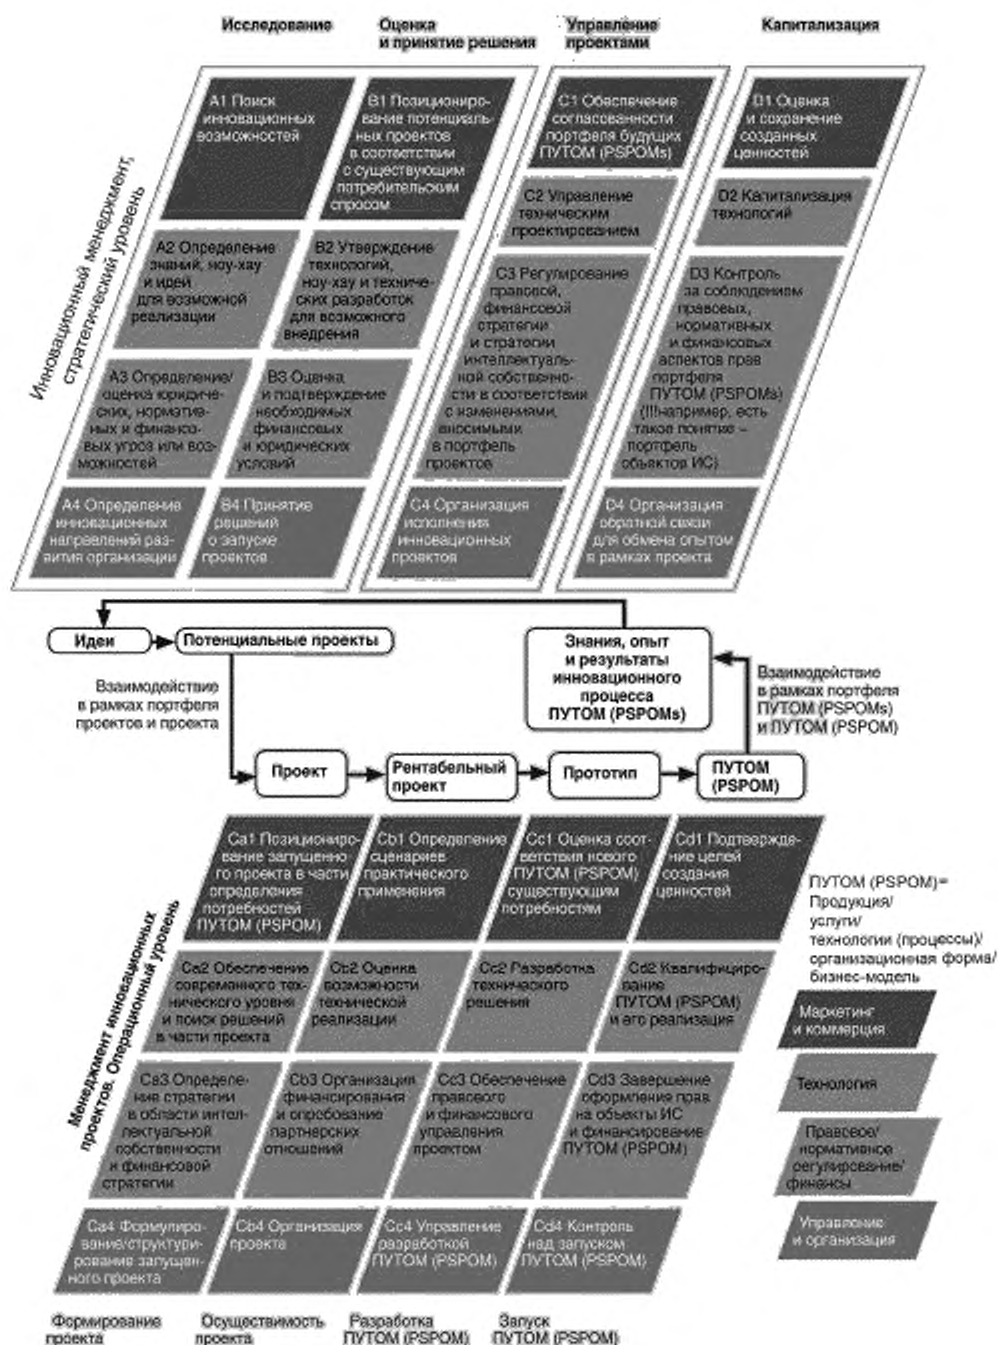 Исследование
Оценка
и принятие решения
Управление
проектами
Капитализация
Инновационный менеджмент,
стратегический уровень
А1 Поиск
инновационных
возможностей
В1 Позициониро-
вание потенциаль-
ных проектов
в соответствии
с существующим
потребительским
спросом
С1 Обеспечение
согласованности
портфеля будущих
ПУТОМ (PSPOMs)
D1 Оценка
и сохранение
созданных
ценностей
С2 Управление
техническим
проектированием
D2 Капитализация
технологий
А2 Определение
знаний, ноу-хау
и идей
для возможной
реализации
В2 Утверждение
технологий,
ноу-хау и техниче-
ских разработок
для возможного
внедрения
С3 Регулирование
правовой,
финансовой
стратегии
и стратегии
интеллектуаль-
ной собственно-
сти в соответствии
с изменениями,
вносимыми
в портфель
проектов
D3 Контроль
за соблюдением
правовых,
нормативных
и финансовых
аспектов прав
портфеля
ПУТОМ (PSPOMs)
(!!!например, есть
такое понятие –
портфель
объектов ИС)
А3 Определение/
оценка юридиче-
ских, норматив-
ных и финансо-
вых угроз или воз-
можностей
В3 Оценка
и подтверждение
необходимых
финансовых
и юридических
условий
А4 Определение
инновационных
направлений раз-
вития организации
В4 Принятие
решений
о запуске
проектов
С4 Организация
исполнения
инновационных
проектов
D4 Организация
обратной связи
для обмена опытом
в рамках проекта
Идеи
Потенциальные проекты
Знания, опыт
и результаты
инновационного
процесса
ПУТОМ (PSPOMs)
Взаимодействие
в рамках портфеля
проектов и проекта
Взаимодействие
в рамках портфеля
ПУТОМ (PSPOMs)
и ПУТОМ (PSPOM)
Проект
Рентабельный
проект
Прототип
ПУТОМ
(PSPOM)
Менеджмент инновационных
проектов. Операционный уровень
Ca1 Позициониро-
вание запущенно-
го проекта в части
определения
потребностей
ПУТОМ (PSPOM)
Cb1 Определение
сценариев
практического
применения
Cc1 Оценка соот-
ветствия нового
ПУТОМ (PSPOM)
существующим
потребностям
Cd1 Подтвержде-
ние целей
создания
ценностей
ПУТОМ (PSPOM)=
Продукция/
услуги/
технологии (процессы)/
организационная форма/
бизнес-модель
Ca2 Обеспечение
современного тех-
нического уровня
и поиск решений
в части проекта
Cb2 Оценка
возможности
технической
реализации
Cc2 Разработка
технического
решения
Cd2 Квалифициро-
вание
ПУТОМ (PSPOM)
и его реализация
Маркетинг
и коммерция
Технология
Правовое/
нормативное
регулирование/
финансы
Управление
и организация
Ca3 Определе-
ние стратегии
в области интел-
лектуальной
собственности
и финансовой
стратегии
Cb3 Организация
финансирования
и опробование
партнерских
отношений
Cc3 Обеспечение
правового
и финансового
управления
проектом
Cd3 Завершение
оформления прав
на объекты ИС
и финансирование
ПУТОМ (PSPOM)
Ca4 Формулиро-
вание/структури-
рование запущен-
ного проекта
Cb4 Организация
проекта
Cc4 Управление
разработкой
ПУТОМ (PSPOM)
Cd4 Контроль
над запуском
ПУТОМ (PSPOM)
Формирование
проекта
Осуществимость
проекта
Разработка
ПУТОМ (PSPOM)
Запуск
ПУТОМ (PSPOM)